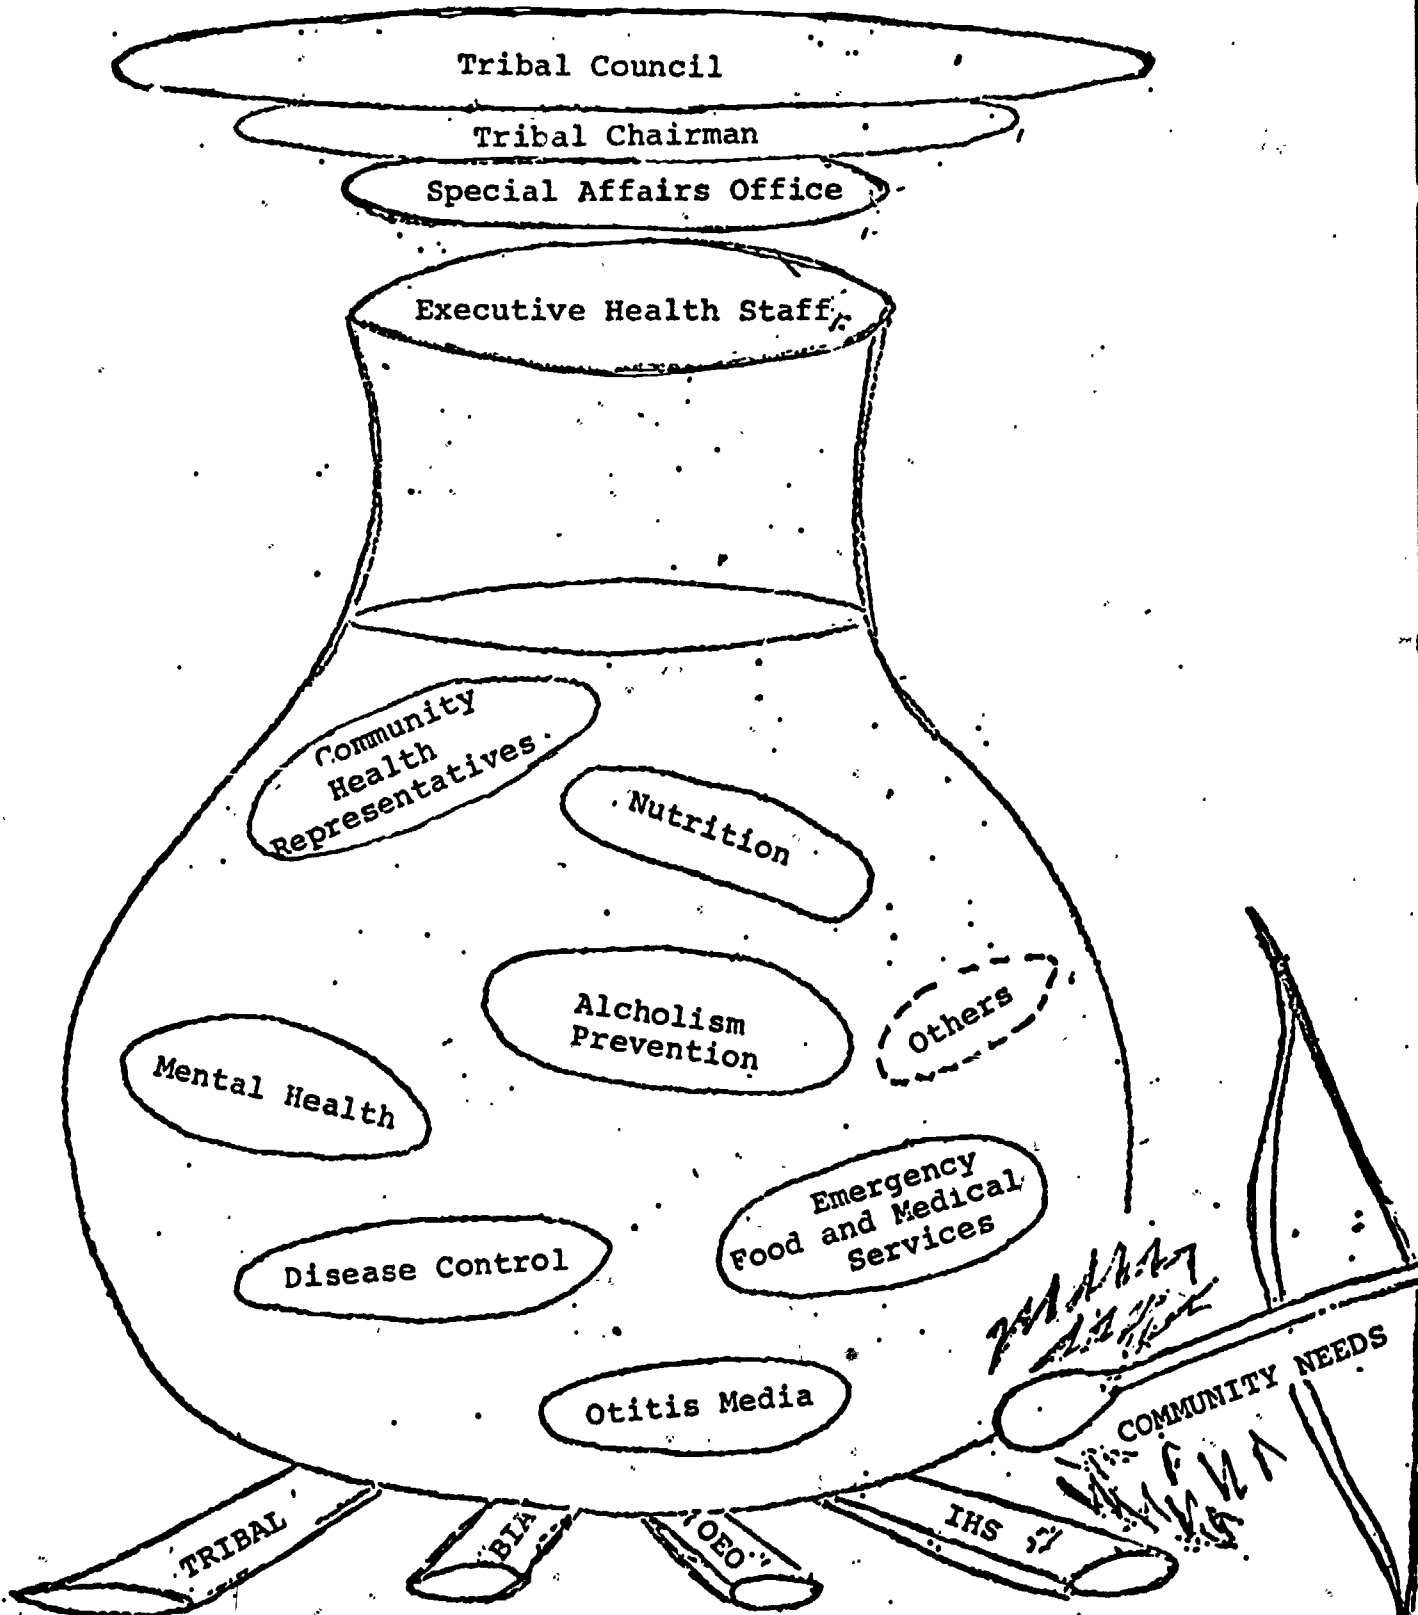 Tribal Council
Tribal Chairman
Special Affairs Office
Executive Health Staff
Community
Health
Representatives
Nutrition
Alcholism
Prevention
Others
Mental Health
Emergency
Food and Medical
Services
Disease Control
Otitis Media
COMMUNITY NEEDS
TRIBAL
BIA
OEO
IHS